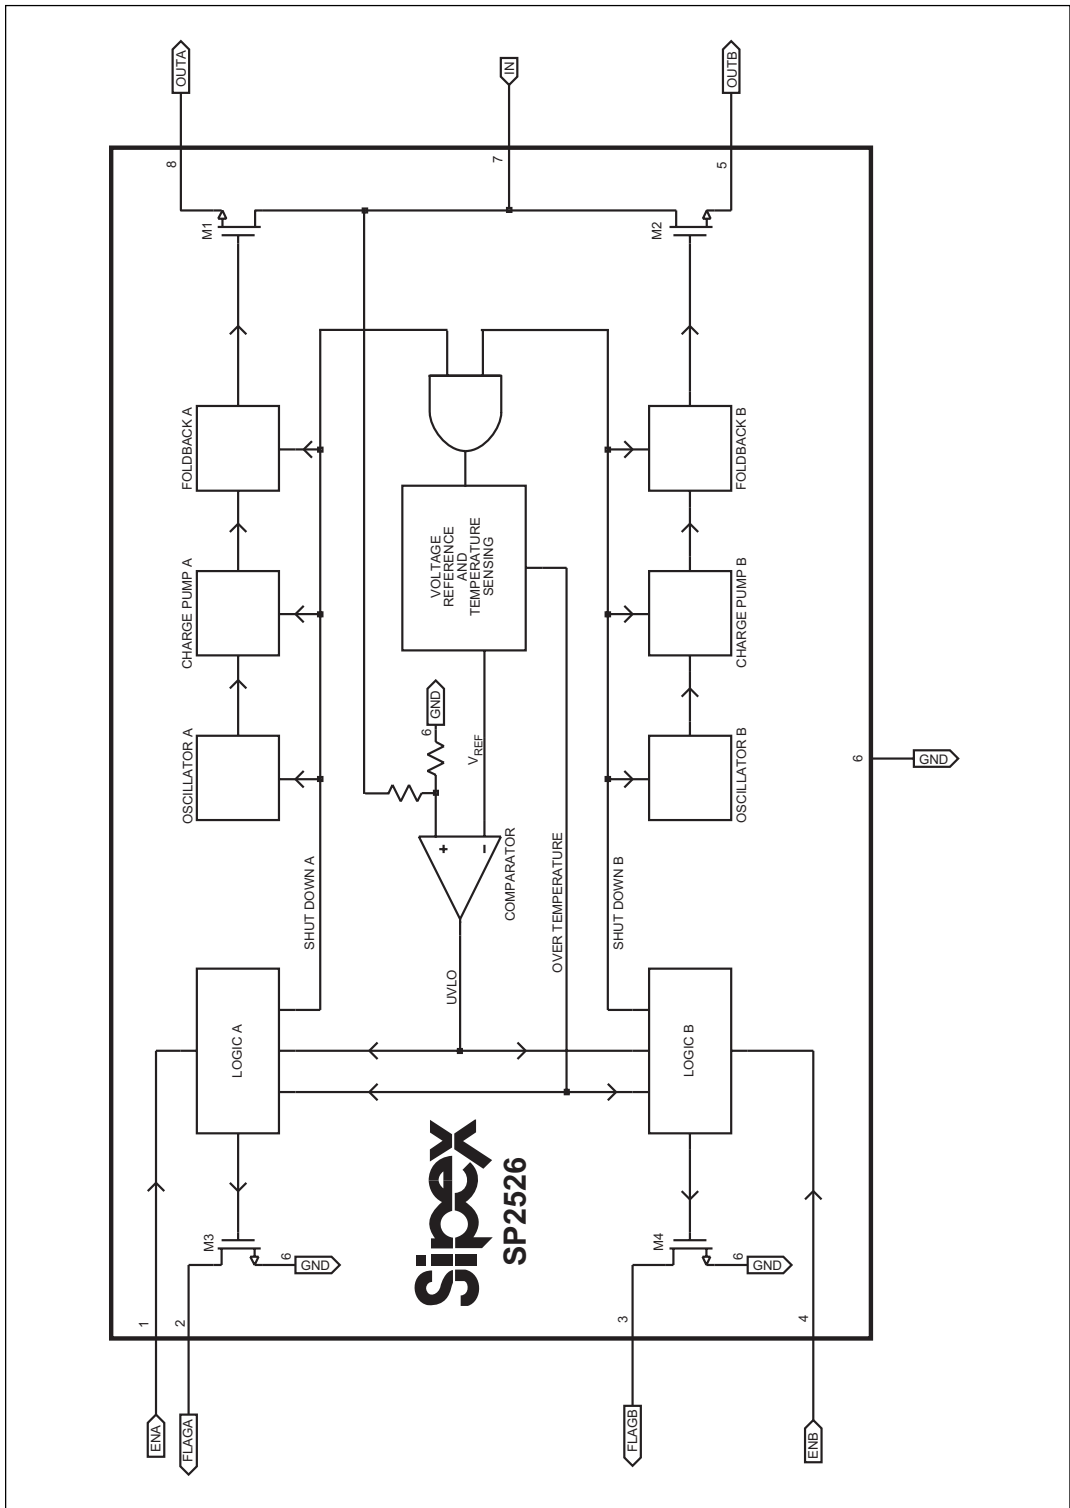 ENA
1
FLAGA
2
M3
6
GND
LOGIC A
SHUT DOWN A
OSCILLATOR A
CHARGE PUMP A
FOLDBACK A
M1
8
OUTA
Sipex
SP2526
UVLO
COMPARATOR
+
–
6
GND
VREF
VOLTAGE
REFERENCE
AND
TEMPERATURE
SENSING
OVER TEMPERATURE
7
IN
FLAGB
3
M4
6
GND
LOGIC B
SHUT DOWN B
OSCILLATOR B
CHARGE PUMP B
FOLDBACK B
M2
5
OUTB
ENB
4
6
GND